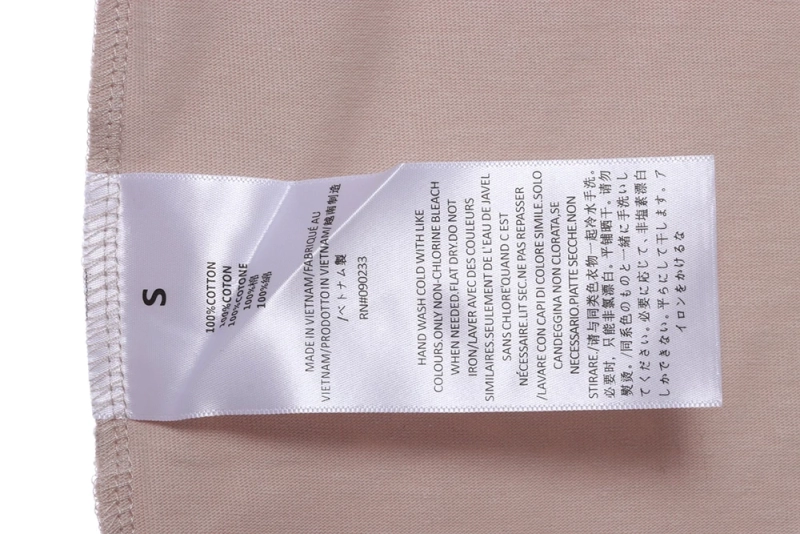 S
100%COTTON
100%COTON
100%COTONE
100%棉
100%綿
MADE IN VIETNAM/FABRIQUÉ AU
VIETNAM/PRODOTTO IN VIETNAM/越南制造
/ベトナム製
RN#090233
HAND WASH COLD WITH LIKE
COLOURS.ONLY NON-CHLORINE BLEACH
WHEN NEEDED.FLAT DRY.DO NOT
IRON/LAVER AVEC DES COULEURS
SIMILAIRES.SEULEMENT DE L'EAU DE JAVEL
SANS CHLORE'QUAND C'EST
NÉCESSAIRE.LIT SEC.NE PAS REPASSER
/LAVARE CON CAPI DI COLORE SIMILE.SOLO
CANDEGGINA NON CLORATA,SE
NECESSARIO.PIATTE SECCHE.NON
STIRARE./请与同类色衣物一起冷水手洗。
必要时，只能非氯漂白。平铺晒干。请勿
熨烫。/同系色のものと一緒に手洗いし
てください。必要に応じて、非塩素漂白
しかできない。平らにして干します。ア
イロンをかけるな